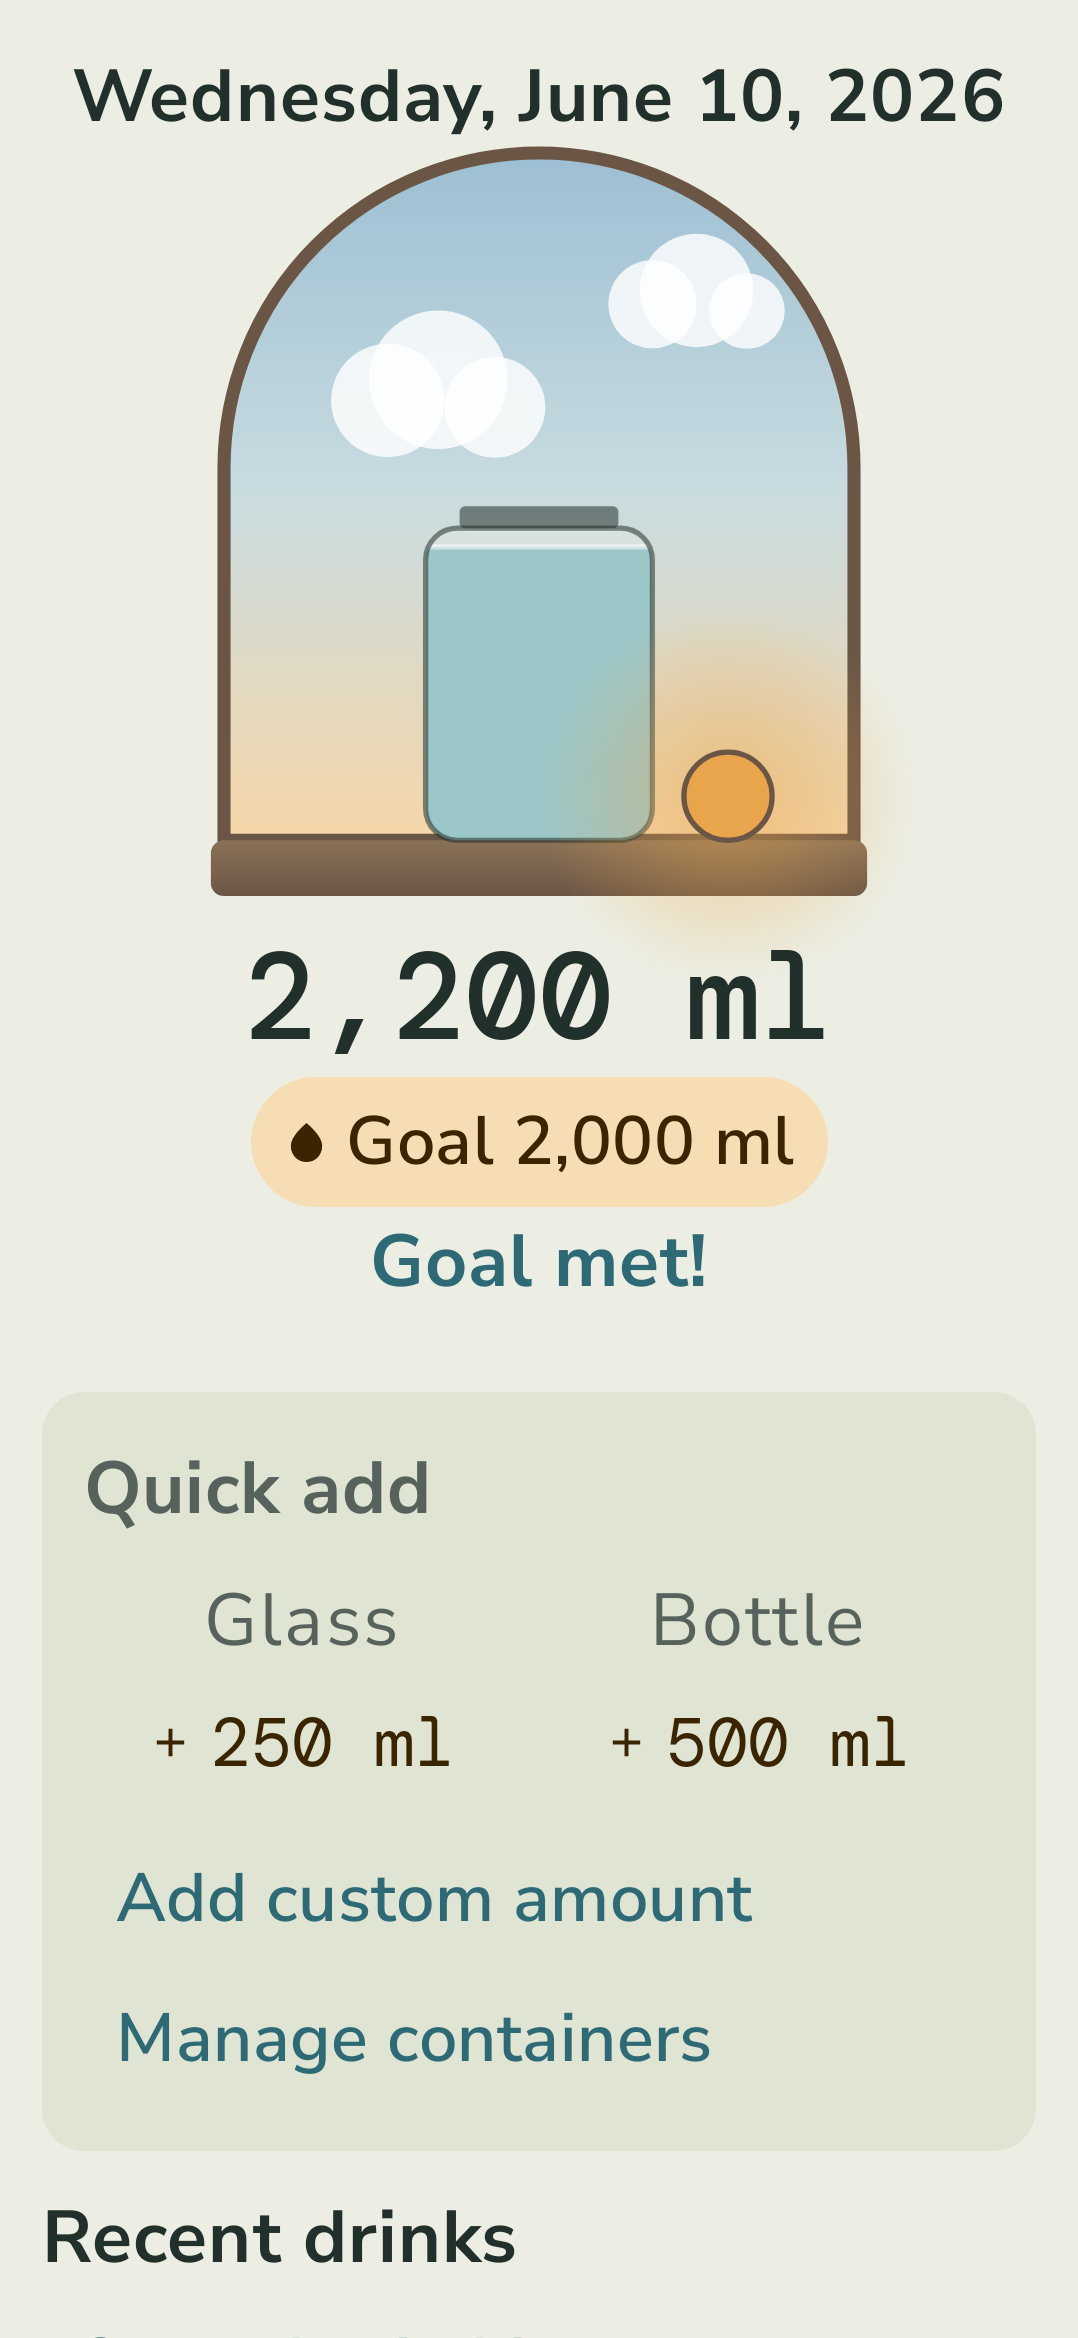 Wednesday, June 10, 2026
2,200 ml
Goal 2,000 ml
Goal met!
Quick add
Glass Bottle
+ 250 ml + 500 ml
Add custom amount
Manage containers
Recent drinks